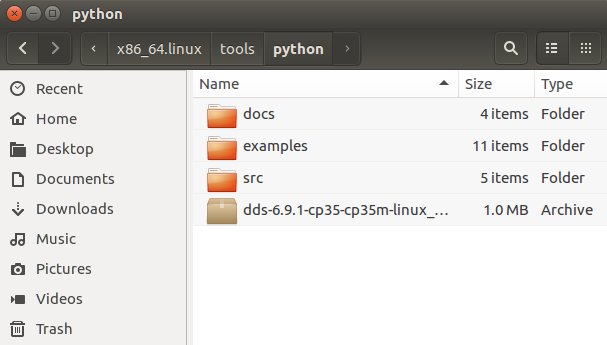 python
x86_64.linux tools python
Name Size Type
docs 4 items Folder
examples 11 items Folder
src 5 items Folder
dds-6.9.1-cp35-cp35m-linux_... 1.0 MB Archive
Recent
Home
Desktop
Documents
Downloads
Music
Pictures
Videos
Trash